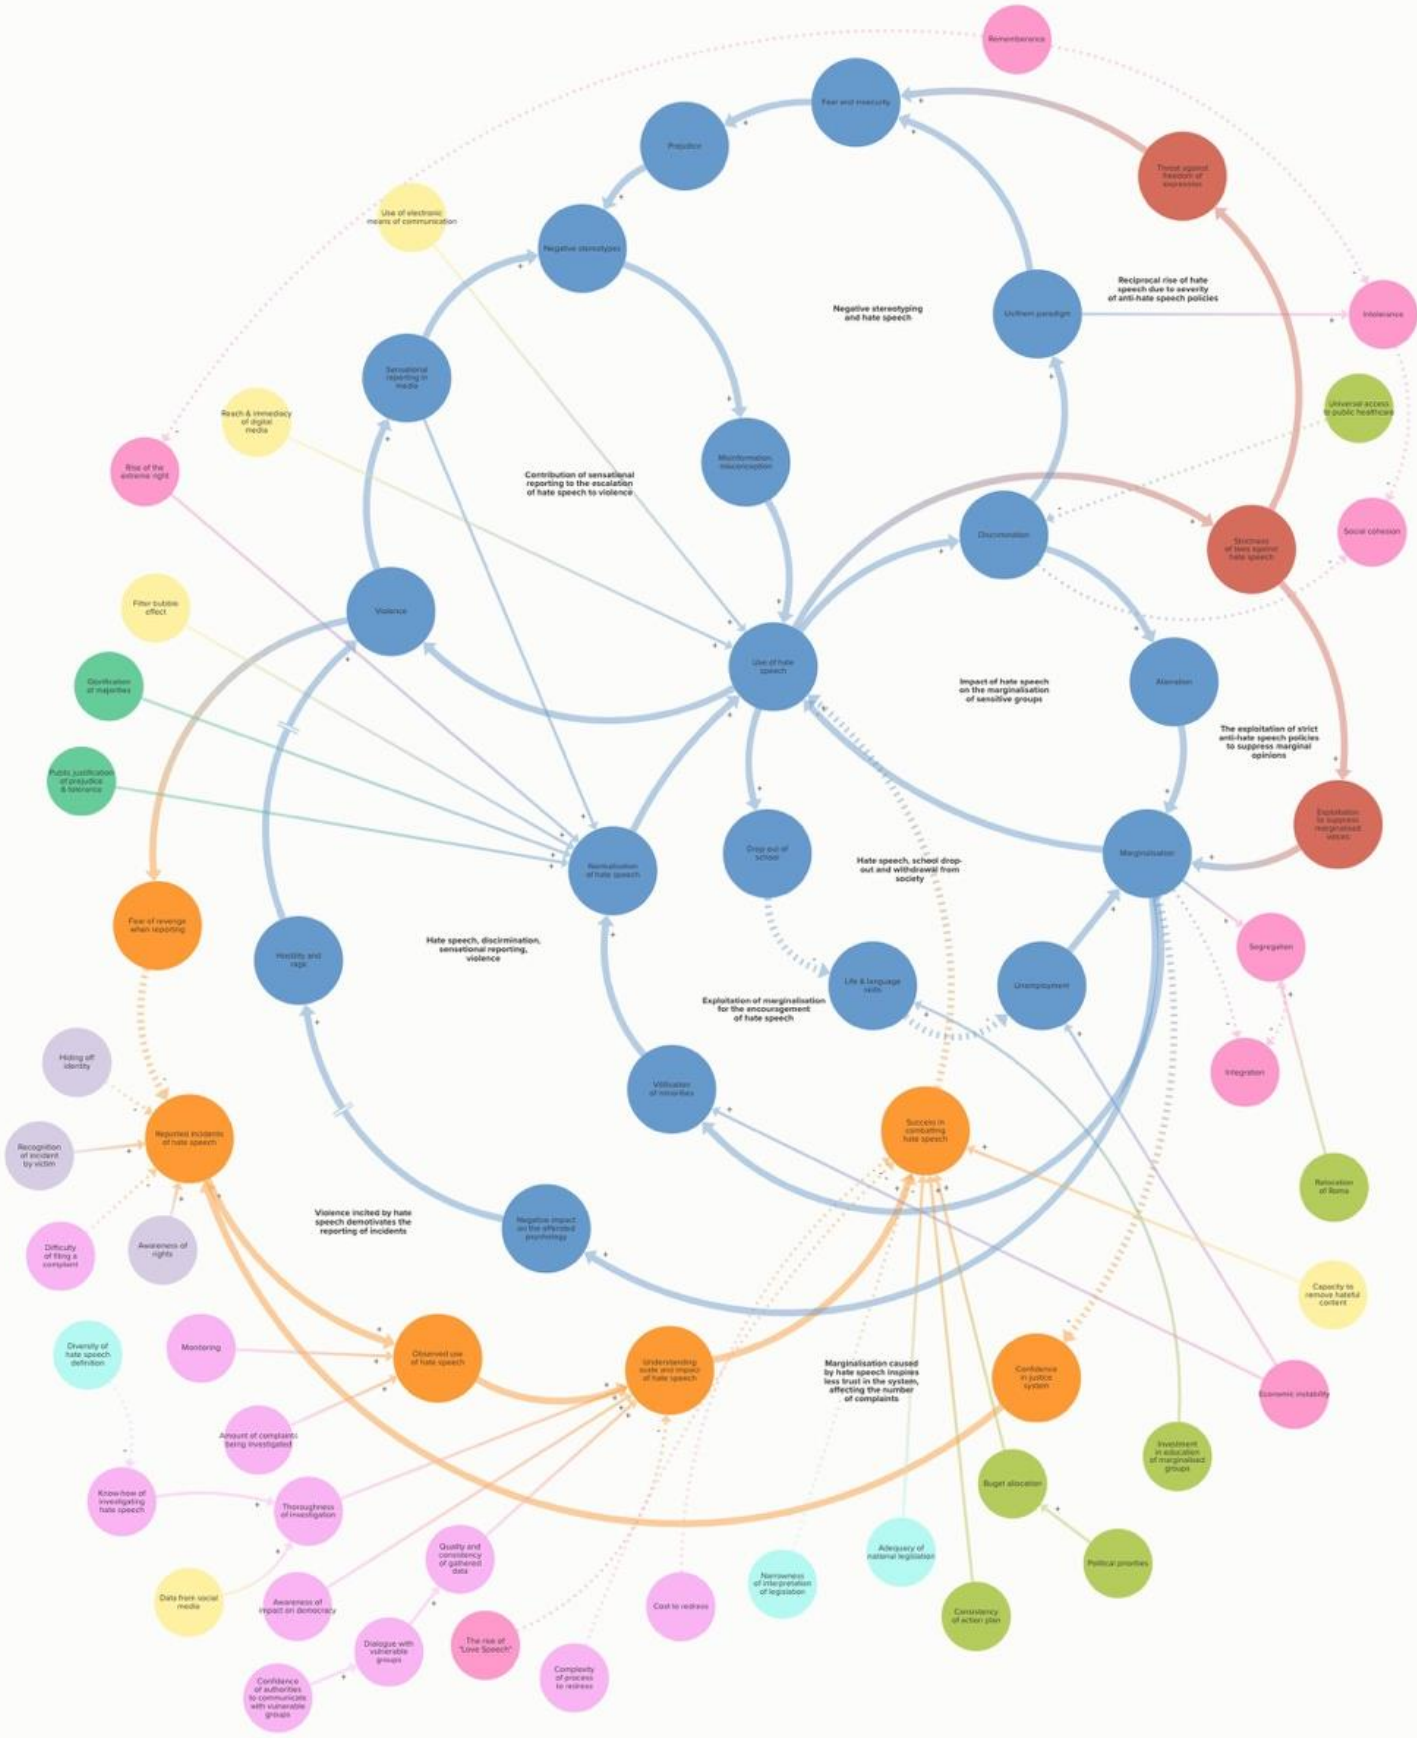 Rememberance
Fear and insecurity
Prejudice
Threat against
freedom of
expression
Use of electronic
means of communication
Negative stereotypes
Reciprocal rise of hate
speech due to severity
of anti-hate speech policies
Negative stereotyping
and hate speech
Us/them paradigm
Intolerance
Sensational
reporting in
media
Universal access
to public healthcare
Reach & immediacy
of digital
media
Misinformation,
misconception
Rise of the
extreme right
Contribution of sensational
reporting to the escalation
of hate speech to violence
Discrimination
Social cohesion
Strictness
of laws against
hate speech
Filter bubble
effect
Violence
Use of hate
speech
Glorification
of majorities
Impact of hate speech
on the marginalisation
of sensitive groups
Alienation
The exploitation of strict
anti-hate speech policies
to suppress marginal
opinions
Public justification
of prejudice
& tolerance
Exploitation
to suppress
marginalised
voices
Drop out of
school
Marginalisation
Normalisation
of hate speech
Hate speech, school drop-
out and withdrawal from
society
Fear of revenge
when reporting
Hate speech, discirmination,
sensational reporting,
violence
Segregation
Hostility and
rage
Life & language
skills
Unemployment
Exploitation of marginalisation
for the encouragement
of hate speech
Hiding off
identity
Integration
Vilification
of minorities
Success in
combatting
hate speech
Reported incidents
of hate speech
Recognition
of incident
by victim
Relocation
of Roma
Violence incited by hate
speech demotivates the
reporting of incidents
Negative impact
on the offended
psychology
Difficulty
of filing a
complaint
Awareness of
rights
Capacity to
remove hateful
content
Diversity of
hate speech
definition
Monitoring
Observed use
of hate speech
Understanding
scale and impact
of hate speech
Marginalisation caused
by hate speech inspires
less trust in the system,
affecting the number
of complaints
Confidence
in justice
system
Economic instability
Amount of complaints
being investigated
Investment
in education
of marginalised
groups
Know-how of
investigating
hate speech
Thoroughness
of investigation
Buget allocation
Quality and
consistency
of gathered
data
Adequacy of
national legislation
Political priorities
Narrowness
of interpretation
of legislation
Data from social
media
Awareness of
impact on democracy
Cost to redress
Consistency
of action plan
Dialogue with
vulnerable
groups
The rise of
"Love Speech"
Complexity
of process
to redress
Confidence
of authorities
to communicate
with vulnerable
groups